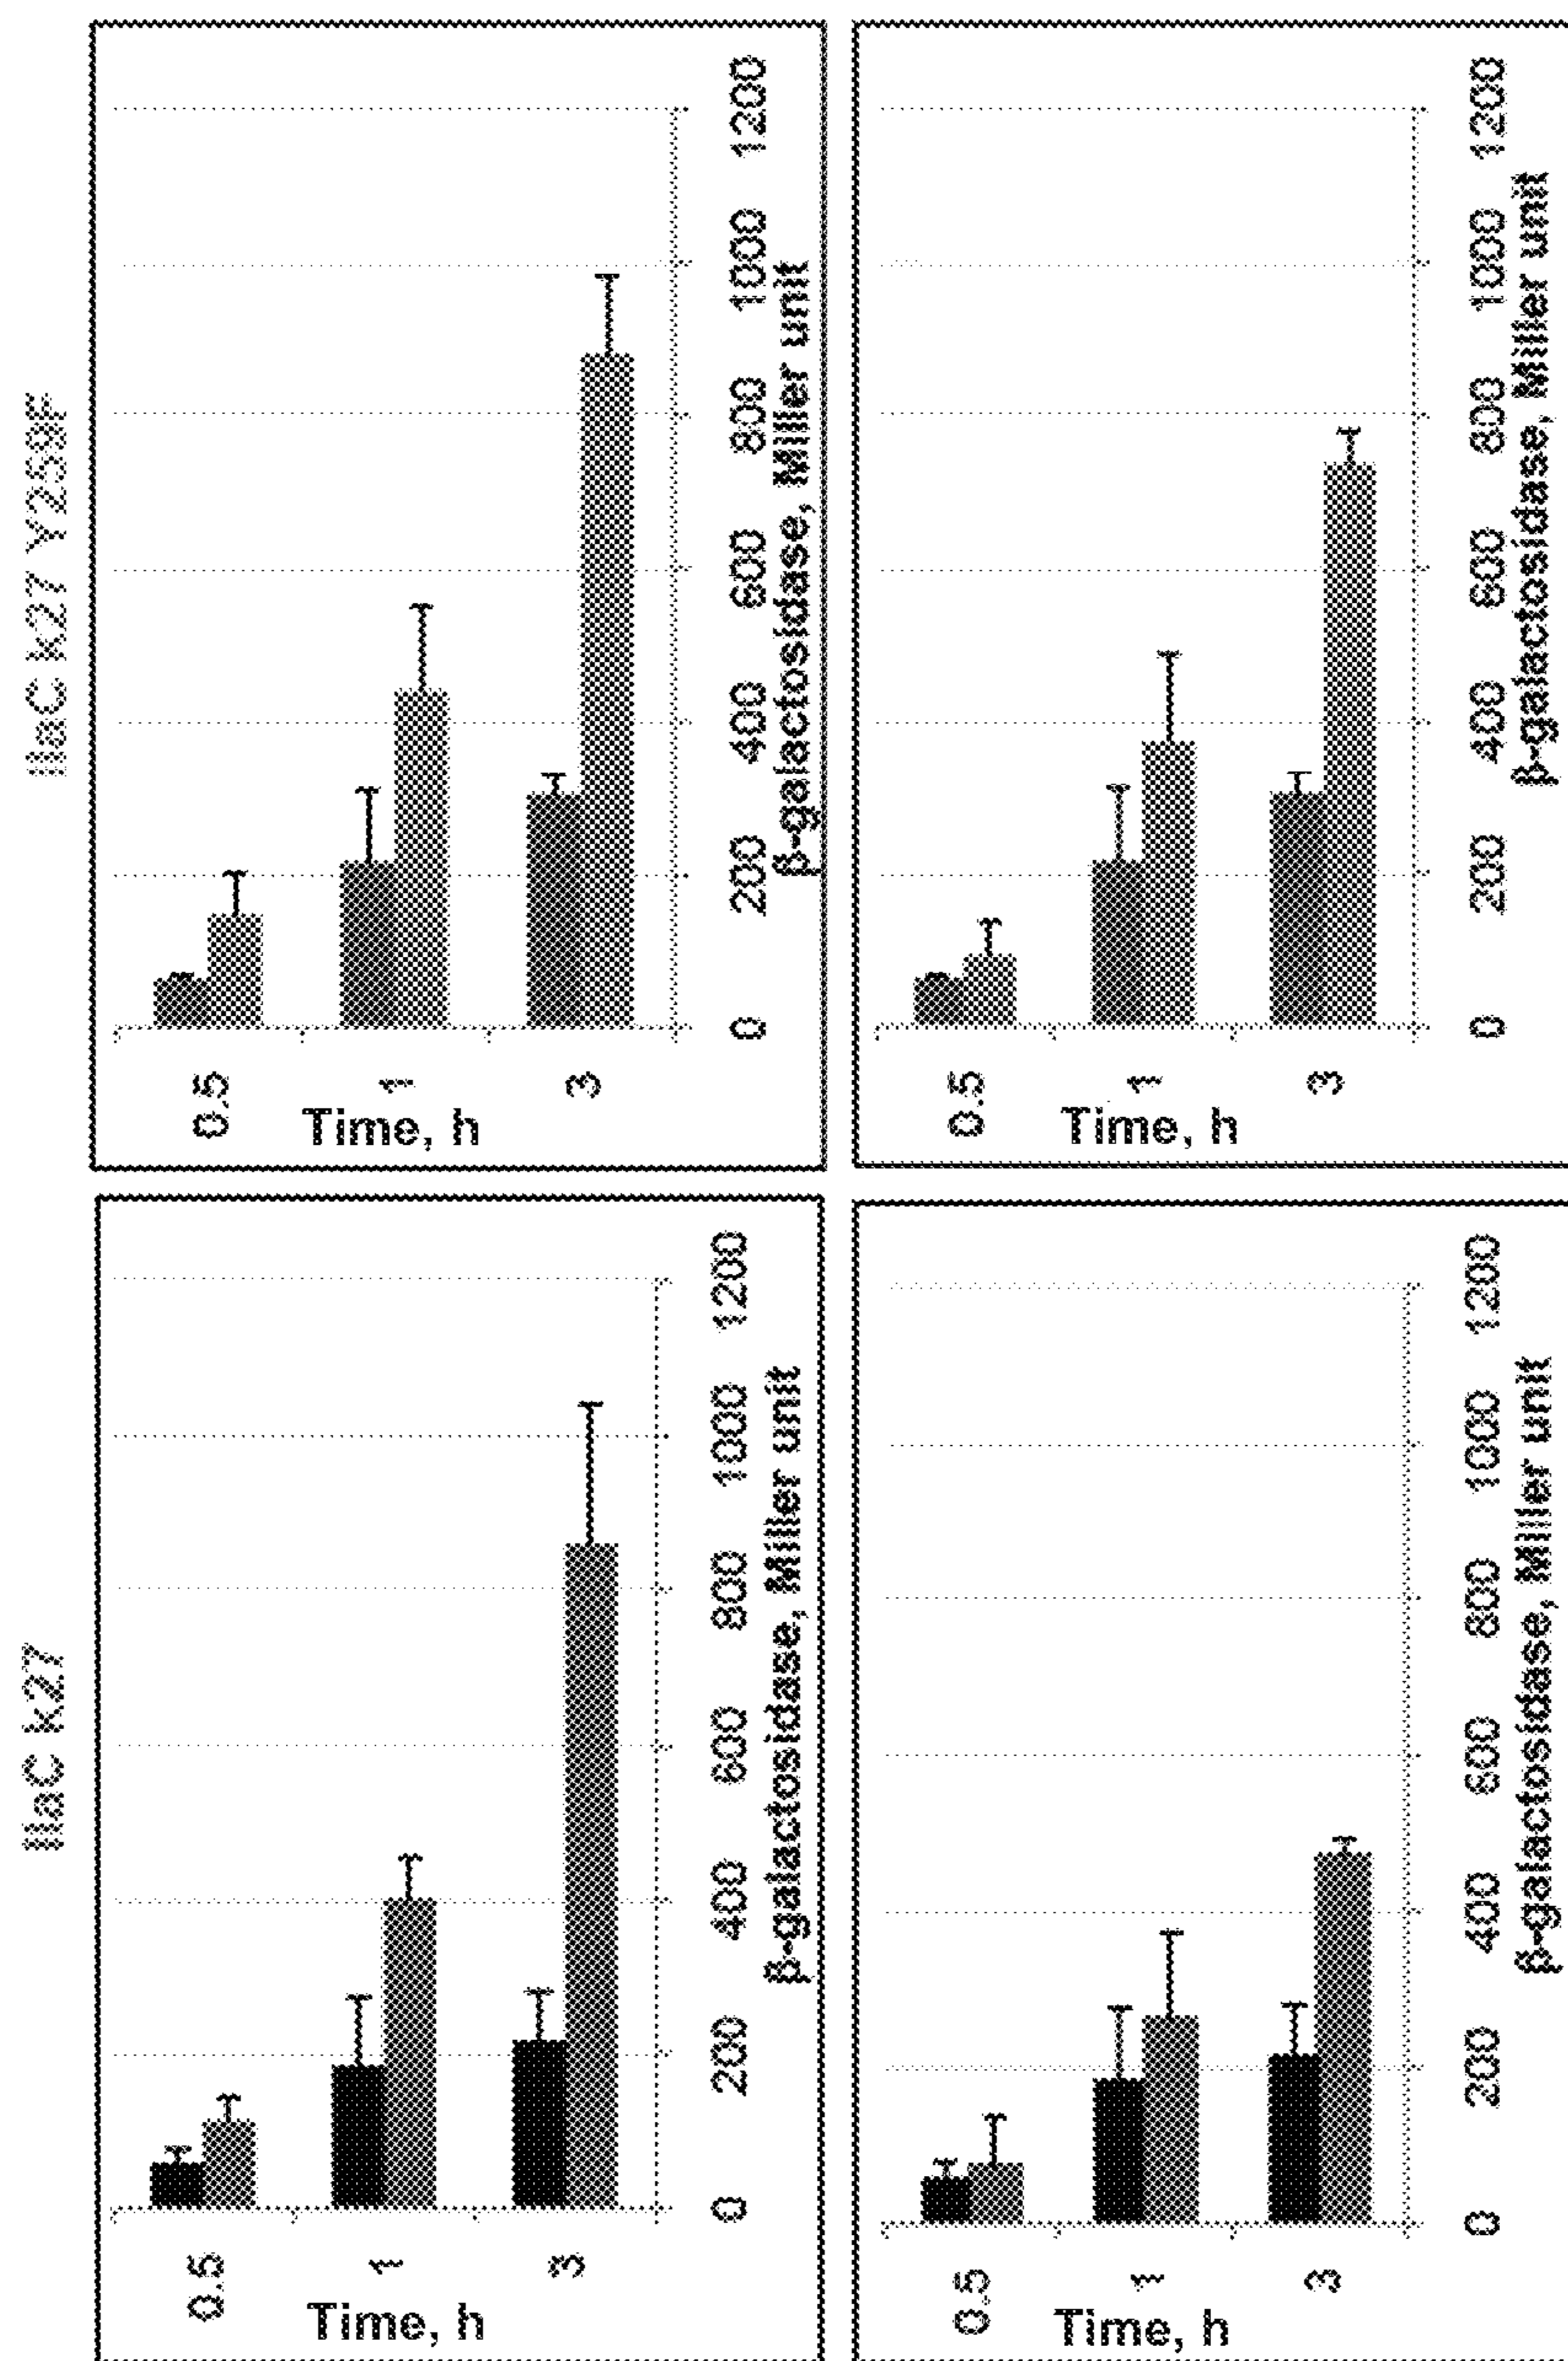 IlaC k27 Y259F
0.5
1
3
Time, h
0 200 400 600 800 1000 1200
β-galactosidase, Miller unit
0.5
1
3
Time, h
0 200 400 600 800 1000 1200
β-galactosidase, Miller unit
IlaC k27
0.5
1
3
Time, h
0 200 400 600 800 1000 1200
β-galactosidase, Miller unit
0.5
1
3
Time, h
0 200 400 600 800 1000 1200
β-galactosidase, Miller unit